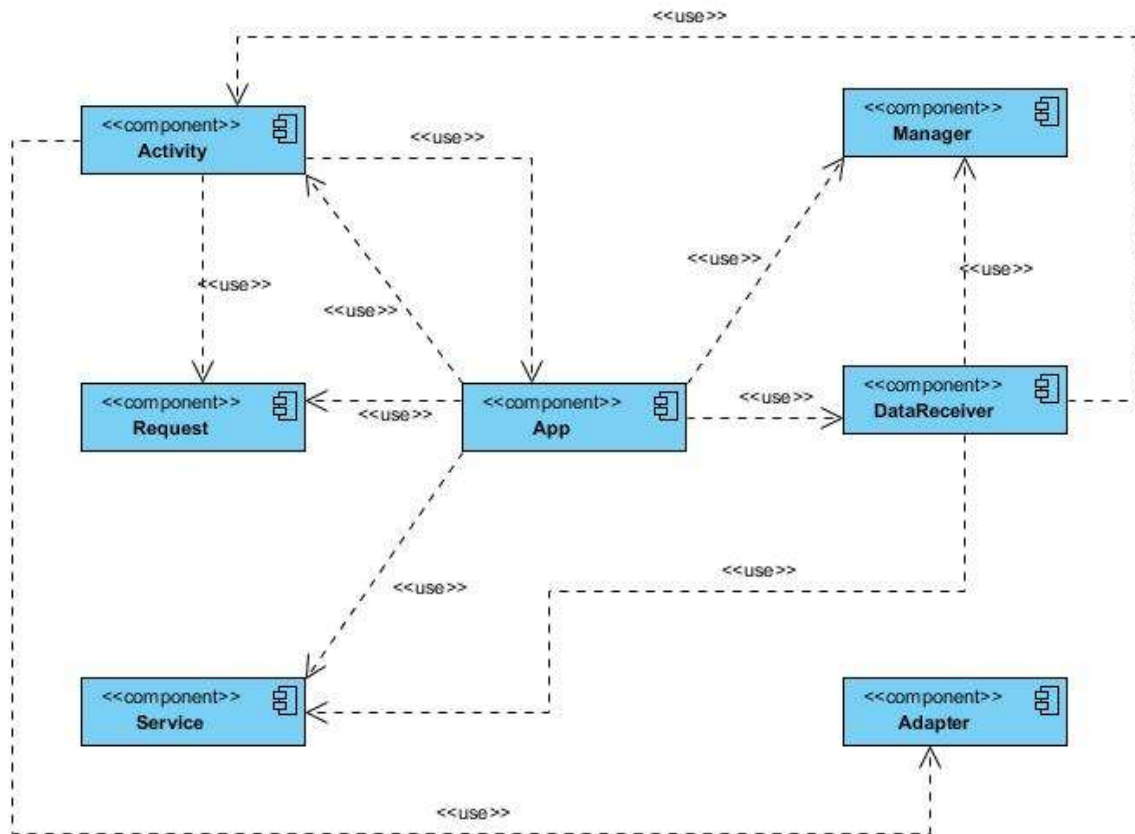 <<use>>
<<component>>
Activity
<<use>>
<<component>>
Manager
<<use>>
<<use>>
<<use>>
<<use>>
<<component>>
Request
<<use>>
<<component>>
App
<<use>>
<<component>>
DataReceiver
<<use>>
<<use>>
<<component>>
Service
<<component>>
Adapter
<<use>>